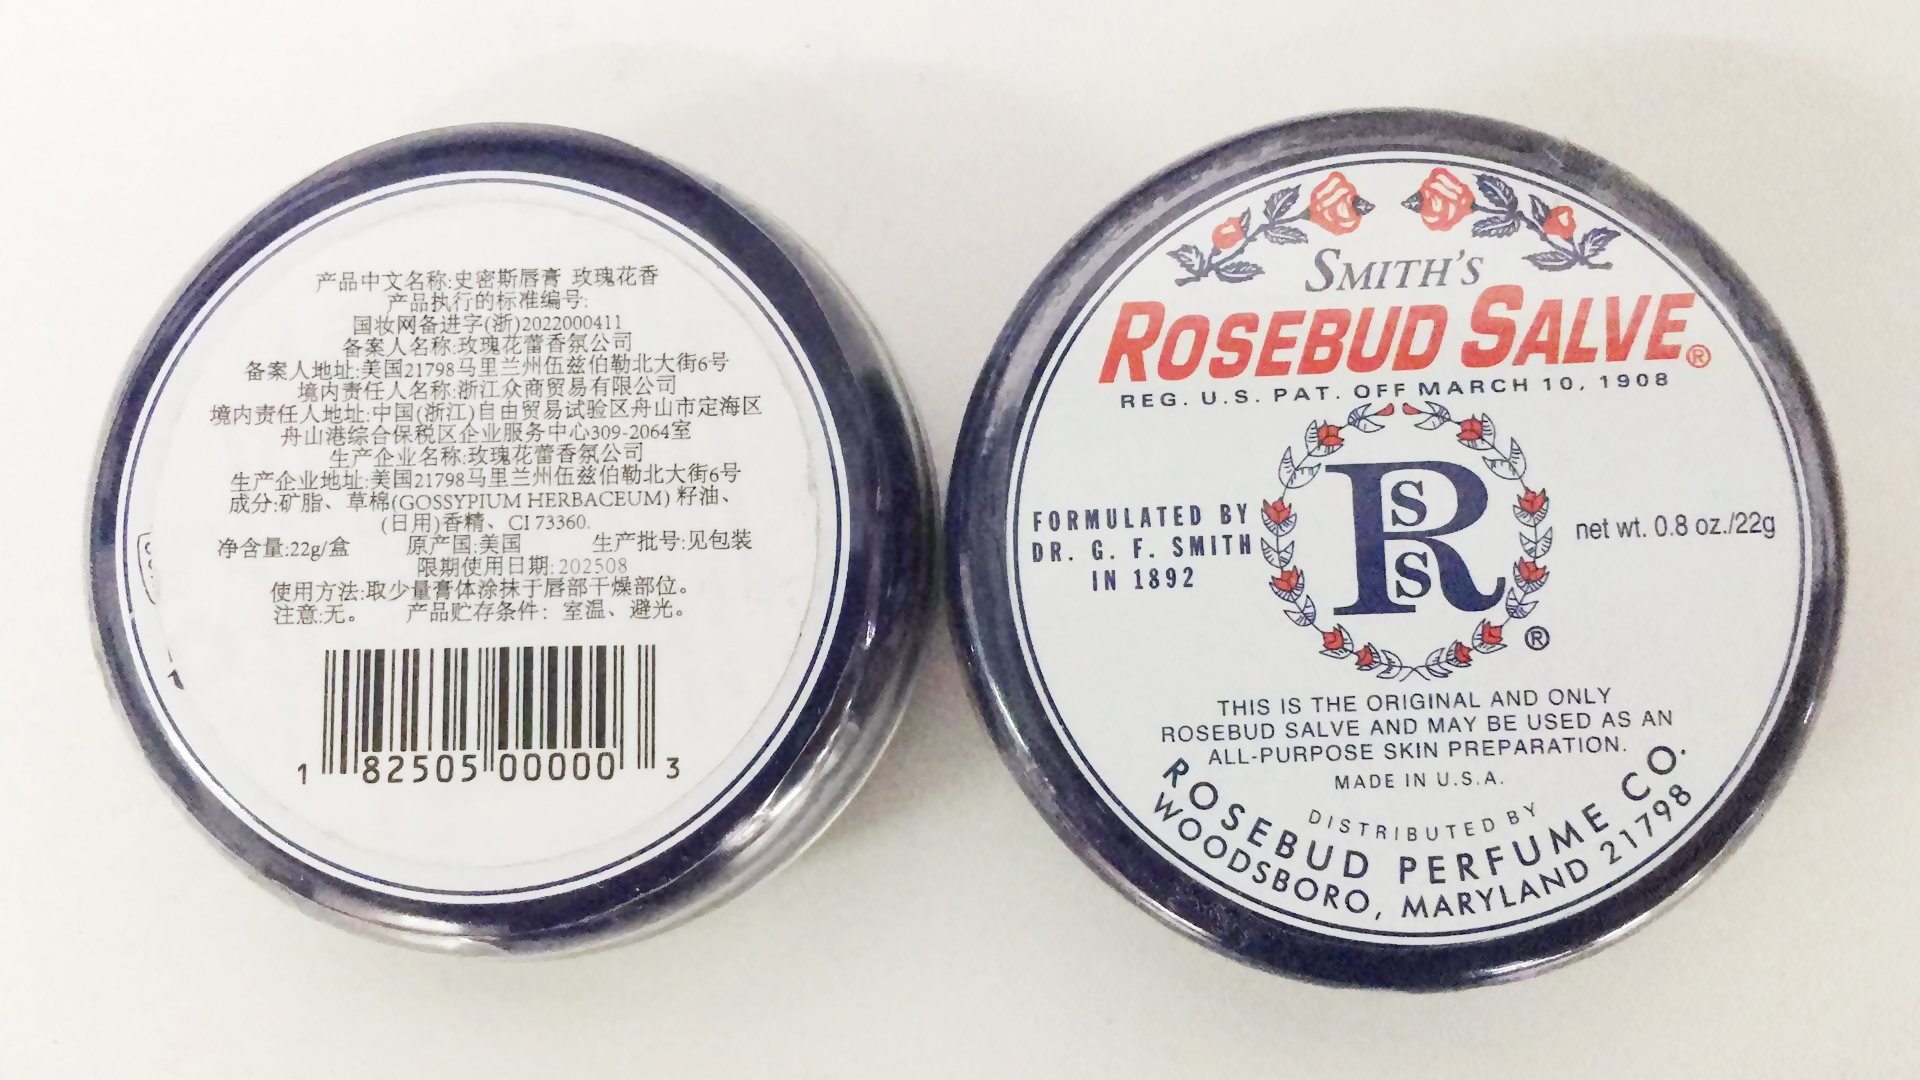 产品中文名称:史密斯唇膏 玫瑰花香
产品执行的标准编号:
国妆网备进字(浙)2022000411
备案人名称:玫瑰花蕾香氛公司
备案人地址:美国21798马里兰州伍兹伯勒北大街6号
境内责任人名称:浙江众商贸易有限公司
境内责任人地址:中国(浙江)自由贸易试验区舟山市定海区
舟山港综合保税区企业服务中心309-2064室
生产企业名称:玫瑰花蕾香氛公司
生产企业地址:美国21798马里兰州伍兹伯勒北大街6号
成分:矿脂、草棉(GOSSYPIUM HERBACEUM) 籽油、
(日用)香精、CI 73360.
净含量:22g/盒 原产国:美国 生产批号:见包装
限期使用日期:202508
使用方法:取少量膏体涂抹于唇部干燥部位。
注意:无。 产品贮存条件：室温、避光。
1 82505 00000 3
SMITH'S
ROSEBUD SALVE®
REG. U.S. PAT. OFF MARCH 10, 1908
FORMULATED BY
DR. G. F. SMITH
IN 1892
R S S ®
net wt. 0.8 oz./22g
THIS IS THE ORIGINAL AND ONLY
ROSEBUD SALVE AND MAY BE USED AS AN
ALL-PURPOSE SKIN PREPARATION.
MADE IN U.S.A.
DISTRIBUTED BY
ROSEBUD PERFUME CO.
WOODSBORO, MARYLAND 21798